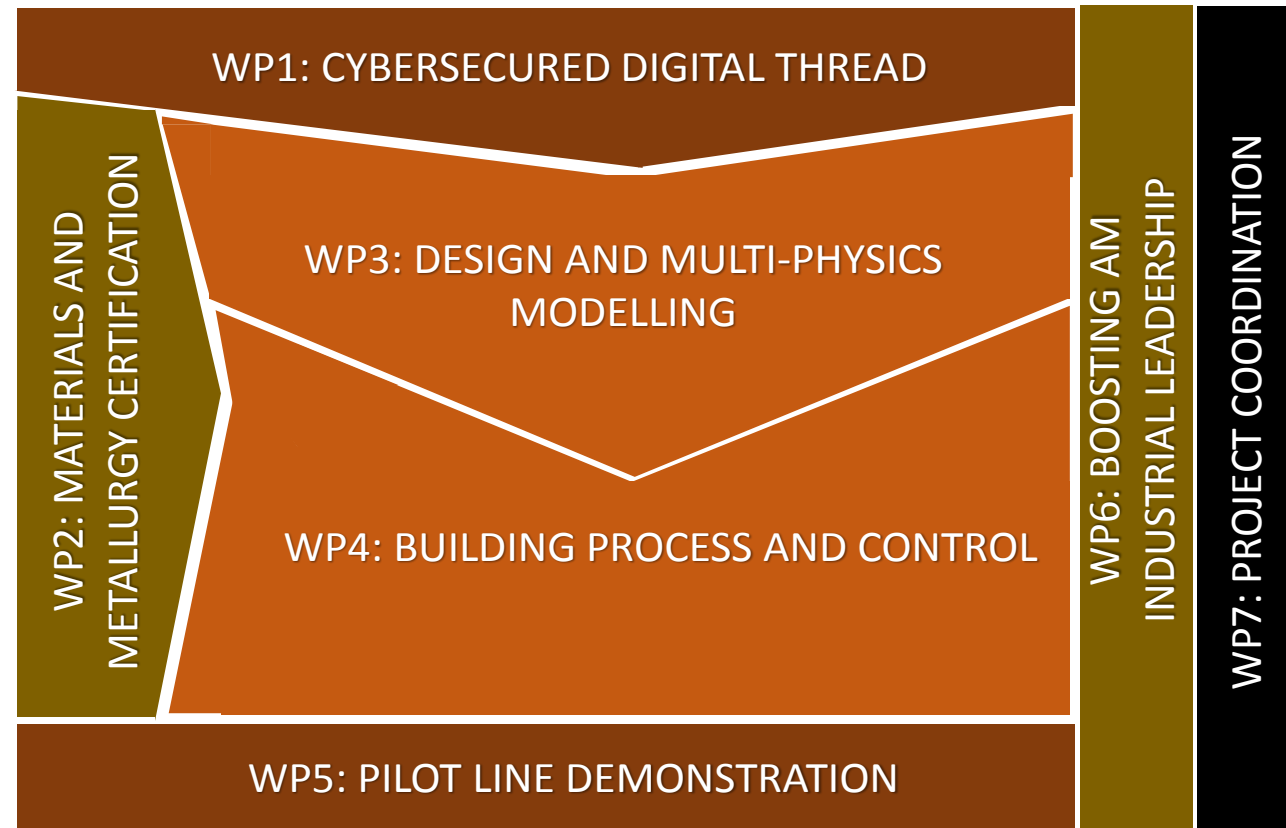 WP1: CYBERSECURED DIGITAL THREAD
WP2: MATERIALS AND
METALLURGY CERTIFICATION
WP3: DESIGN AND MULTI-PHYSICS
MODELLING
WP4: BUILDING PROCESS AND CONTROL
WP5: PILOT LINE DEMONSTRATION
WP6: BOOSTING AM
INDUSTRIAL LEADERSHIP
WP7: PROJECT COORDINATION